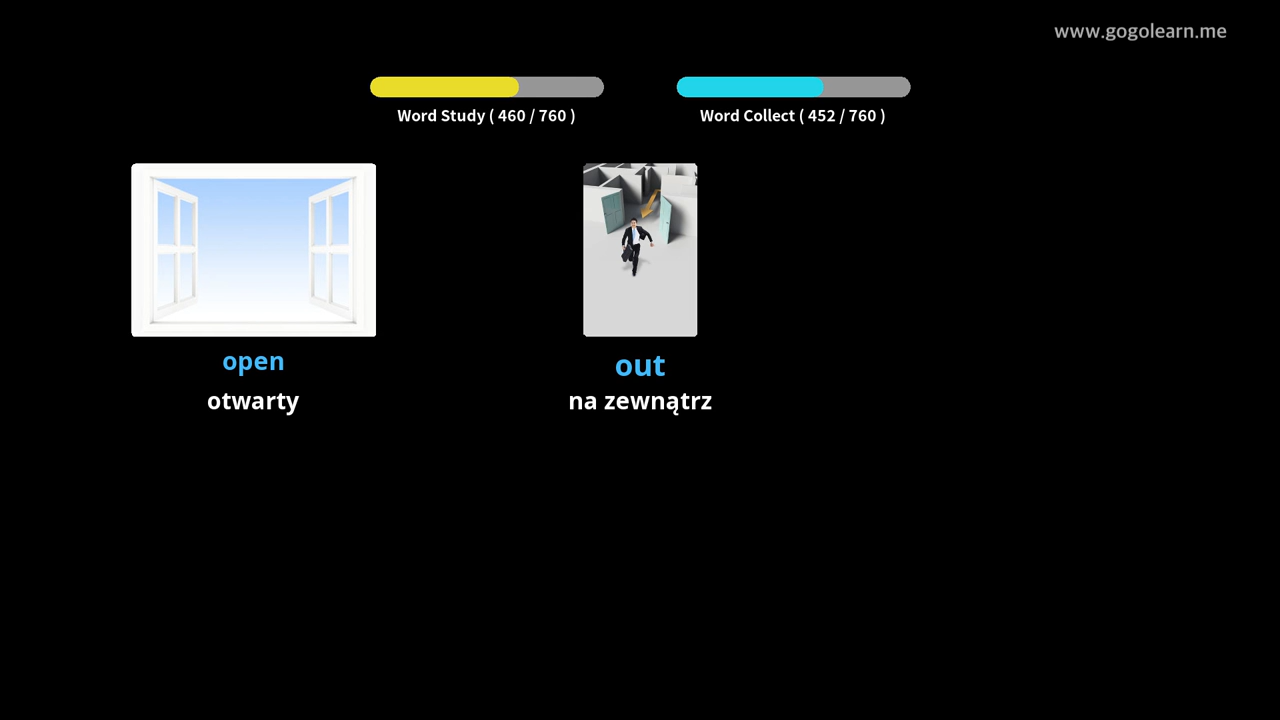 www.gogolearn.me
Word Study ( 460 / 760 )
Word Collect ( 452 / 760 )
open
otwarty
out
na zewnątrz